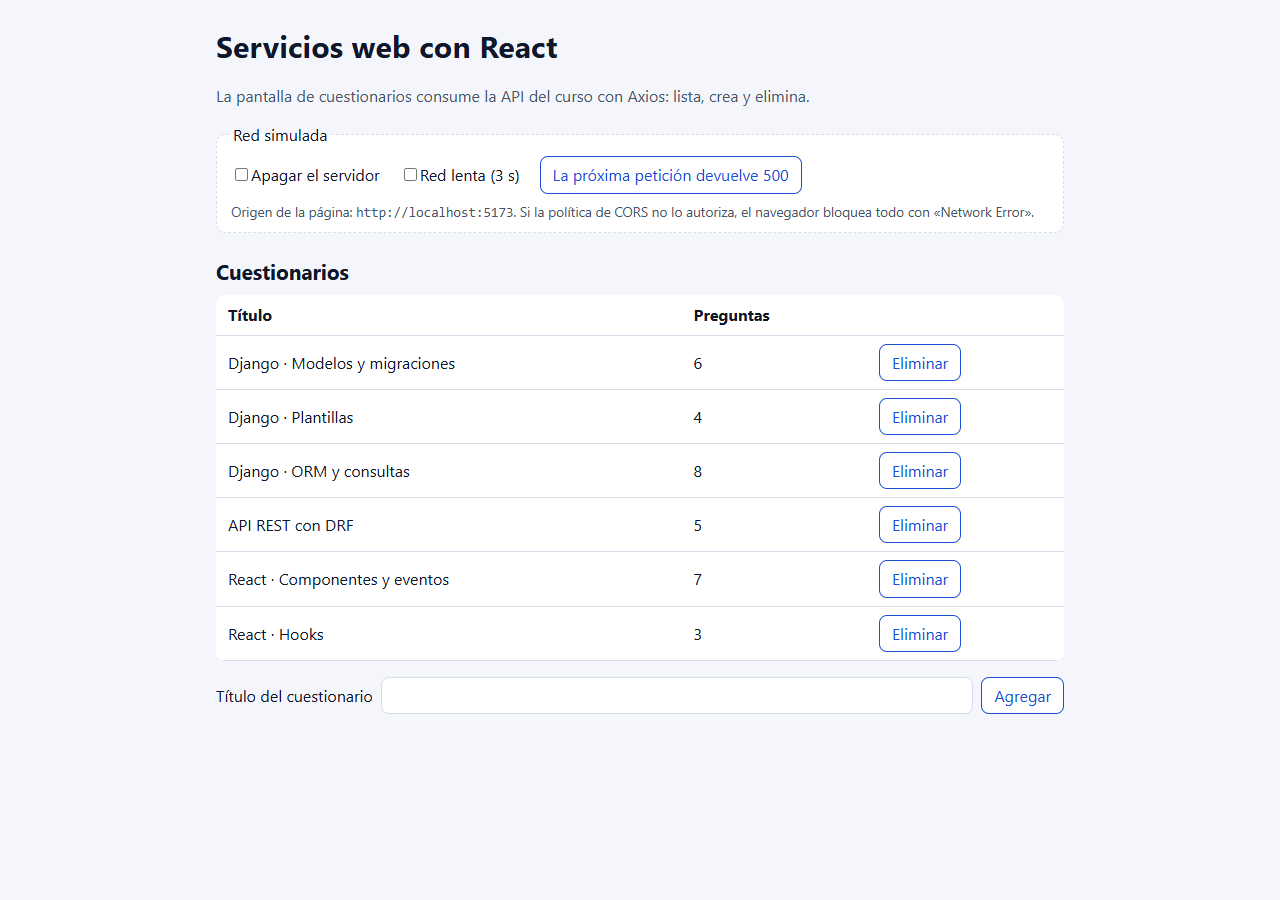 Servicios web con React
La pantalla de cuestionarios consume la API del curso con Axios: lista, crea y elimina.
Red simulada
Apagar el servidor Red lenta (3 s) La próxima petición devuelve 500
Origen de la página: http://localhost:5173. Si la política de CORS no lo autoriza, el navegador bloquea todo con «Network Error».
Cuestionarios
Título Preguntas
Django · Modelos y migraciones 6 Eliminar
Django · Plantillas 4 Eliminar
Django · ORM y consultas 8 Eliminar
API REST con DRF 5 Eliminar
React · Componentes y eventos 7 Eliminar
React · Hooks 3 Eliminar
Título del cuestionario Agregar